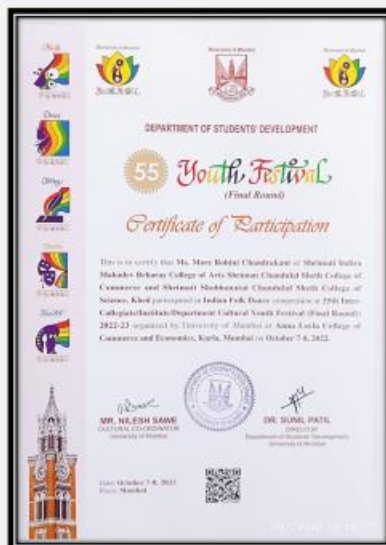 University of Mumbai
DEPARTMENT OF STUDENTS' DEVELOPMENT
55 Youth Festival
(Final Round)
Certificate of Participation
This is to certify that Ms. More Rohini Chandrakant of Shrimati Indira
Mahadev Beharay College of Arts Shriman Chandulal Sheth College of
Commerce and Shrimati Shobhanatai Chandulal Sheth College of
Science, Khed participated in Indian Folk Dance competition at 55th Inter-
Collegiate/Institute/Department Cultural Youth Festival (Final Round)
2022-23 organized by University of Mumbai at Anna Leela College of
Commerce and Economics, Kurla, Mumbai on October 7-8, 2022.
MR. NILESH SAWE
CULTURAL CO-ORDINATOR
University of Mumbai
DR. SUNIL PATIL
DIRECTOR
Department of Students' Development
University of Mumbai
Date: October 7-8, 2022
Place: Mumbai